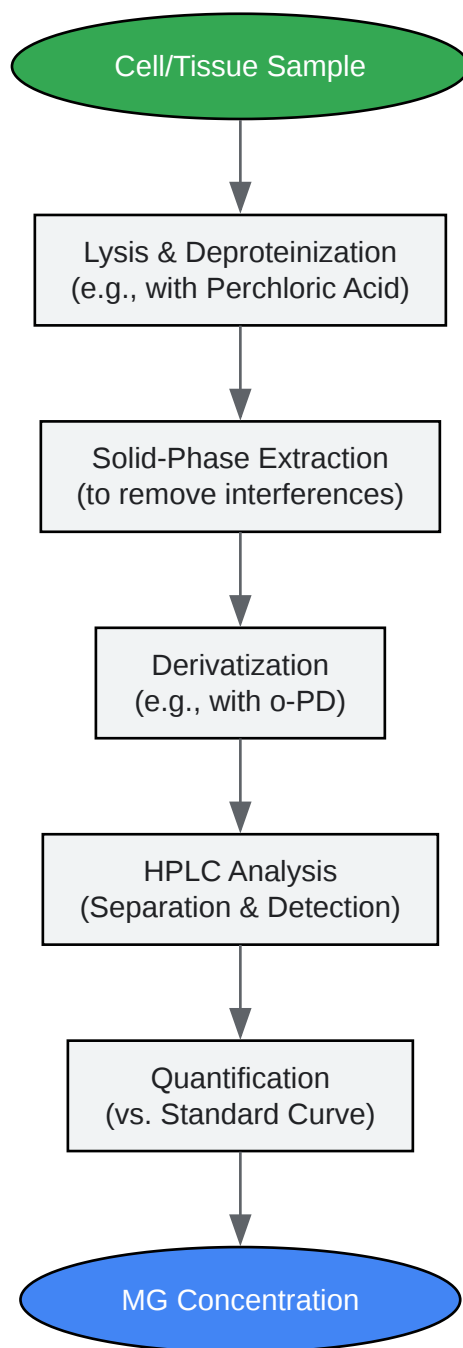 Cell/Tissue Sample
Lysis & Deproteinization
(e.g., with Perchloric Acid)
Solid-Phase Extraction
(to remove interferences)
Derivatization
(e.g., with o-PD)
HPLC Analysis
(Separation & Detection)
Quantification
(vs. Standard Curve)
MG Concentration